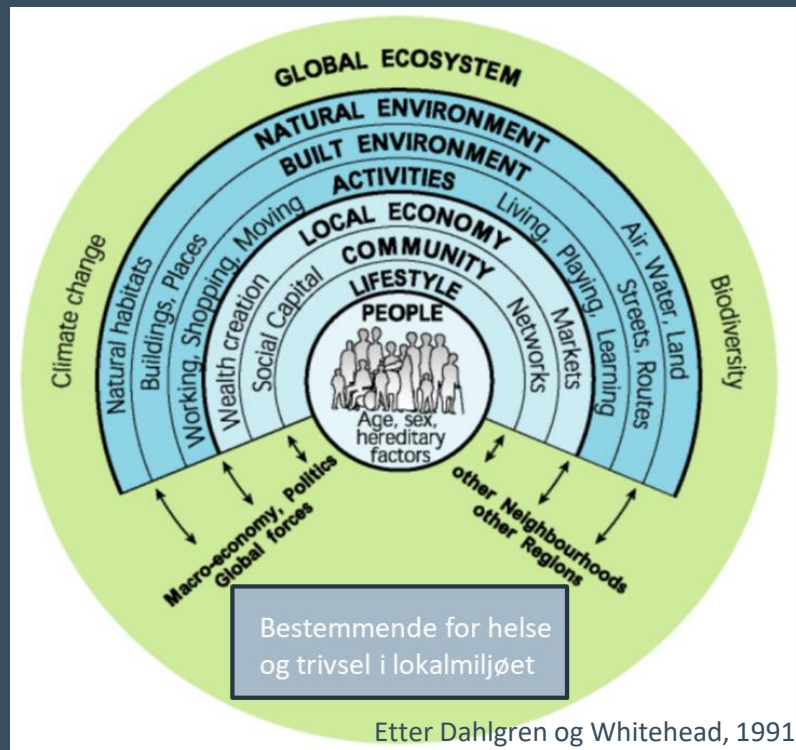 GLOBAL ECOSYSTEM
NATURAL ENVIRONMENT
BUILT ENVIRONMENT
ACTIVITIES
LOCAL ECONOMY
COMMUNITY
LIFESTYLE
PEOPLE
Age, sex,
hereditary
factors
Climate change
Natural habitats
Buildings, Places
Working, Shopping, Moving
Wealth creation
Social Capital
Networks
Markets
Living, Playing, Learning
Streets, Routes
Air, Water, Land
Biodiversity
Macro-economy, Politics
Global forces
other Neighbourhoods
other Regions
Bestemmende for helse
og trivsel i lokalmiljøet
Etter Dahlgren og Whitehead, 1991